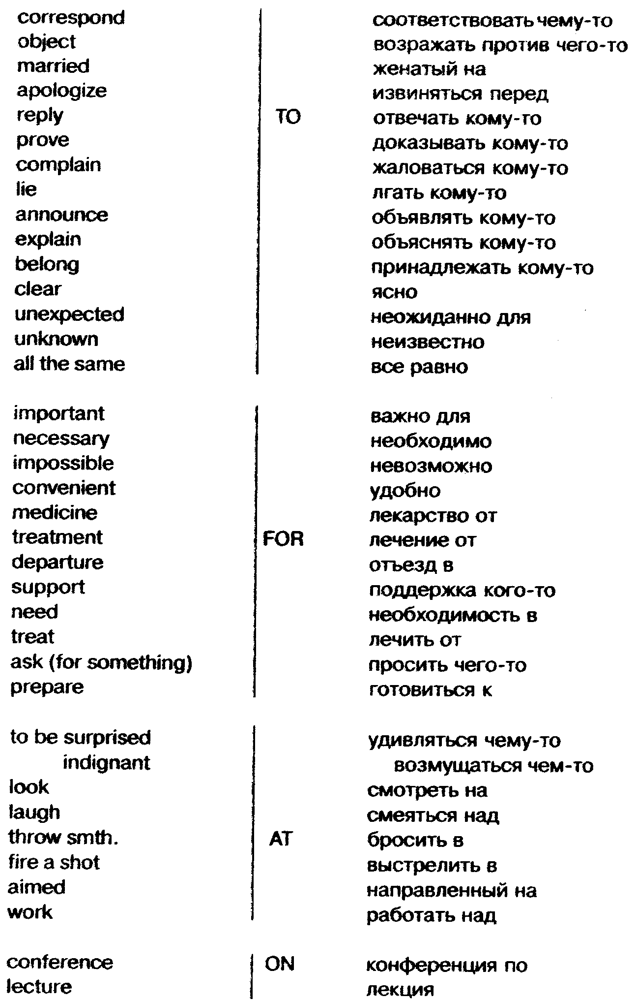 correspond соответствовать чему-то
object возражать против чего-то
married женатый на
apologize извиняться перед
reply TO отвечать кому-то
prove доказывать кому-то
complain жаловаться кому-то
lie лгать кому-то
announce объявлять кому-то
explain объяснять кому-то
belong принадлежать кому-то
clear ясно
unexpected неожиданно для
unknown неизвестно
all the same все равно
important важно для
necessary необходимо
impossible невозможно
convenient удобно
medicine лекарство от
treatment FOR лечение от
departure отъезд в
support поддержка кого-то
need необходимость в
treat лечить от
ask (for something) просить чего-то
prepare готовиться к
to be surprised удивляться чему-то
indignant возмущаться чем-то
look смотреть на
laugh смеяться над
throw smth. AT бросить в
fire a shot выстрелить в
aimed направленный на
work работать над
conference ON конференция по
lecture лекция